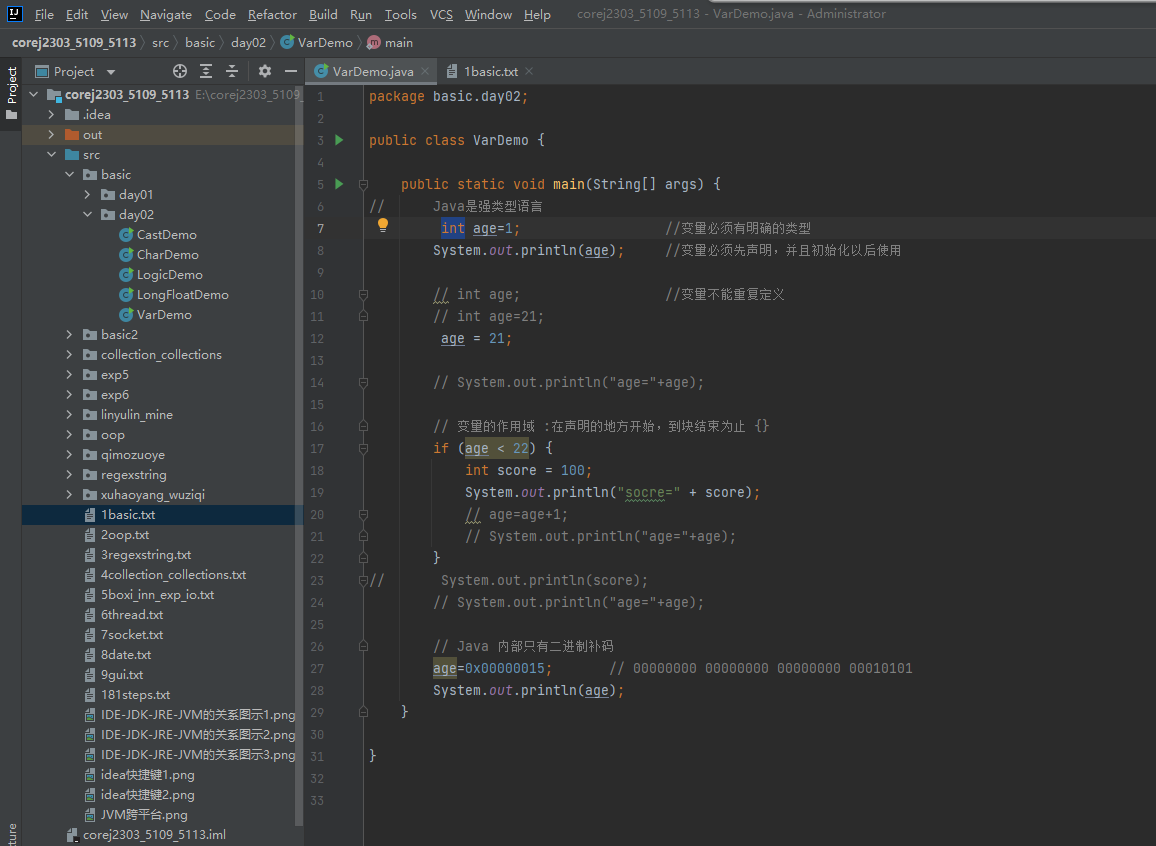 File Edit View Navigate Code Refactor Build Run Tools VCS Window Help corej2303_5109_5113 - VarDemo.java - Administrator
corej2303_5109_5113 src basic day02 VarDemo main
Project
Project
corej2303_5109_5113 E:\corej2303_5109_
.idea
out
src
basic
day01
day02
CastDemo
CharDemo
LogicDemo
LongFloatDemo
VarDemo
basic2
collection_collections
exp5
exp6
linyulin_mine
oop
qimozuoye
regexstring
xuhaoyang_wuziqi
1basic.txt
2oop.txt
3regexstring.txt
4collection_collections.txt
5boxi_inn_exp_io.txt
6thread.txt
7socket.txt
8date.txt
9gui.txt
181steps.txt
IDE-JDK-JRE-JVM的关系图示1.png
IDE-JDK-JRE-JVM的关系图示2.png
IDE-JDK-JRE-JVM的关系图示3.png
idea快捷键1.png
idea快捷键2.png
JVM跨平台.png
corej2303_5109_5113.iml
ture
VarDemo.java 1basic.txt
1 package basic.day02;
2
3 public class VarDemo {
4
5 public static void main(String[] args) {
6 // Java是强类型语言
7 int age=1; //变量必须有明确的类型
8 System.out.println(age); //变量必须先声明，并且初始化以后使用
9
10 // int age; //变量不能重复定义
11 // int age=21;
12 age = 21;
13
14 // System.out.println("age="+age);
15
16 // 变量的作用域 :在声明的地方开始，到块结束为止 {}
17 if (age < 22) {
18 int score = 100;
19 System.out.println("socre=" + score);
20 // age=age+1;
21 // System.out.println("age="+age);
22 }
23 // System.out.println(score);
24 // System.out.println("age="+age);
25
26 // Java 内部只有二进制补码
27 age=0x00000015; // 00000000 00000000 00000000 00010101
28 System.out.println(age);
29 }
30
31 }
32
33